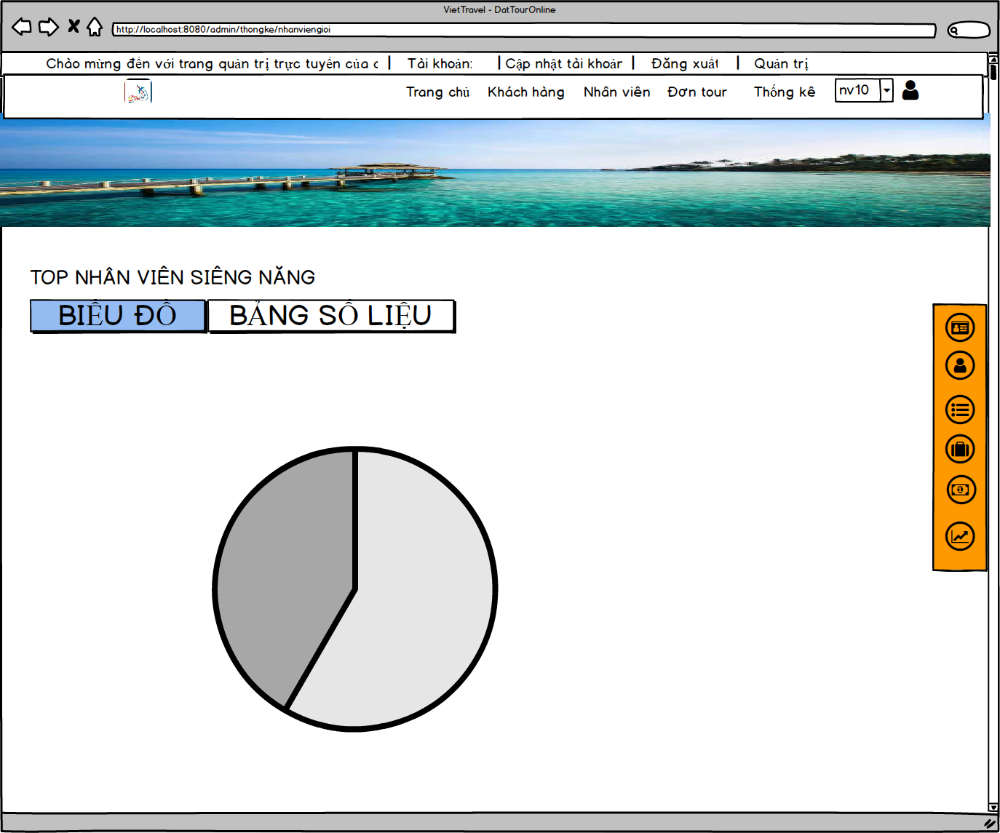 VietTravel - DatTourOnline
http://localhost:8080/admin/thongke/nhanviengioi
Chào mừng đến với trang quản trị trực tuyến của c | Tài khoản: | Cập nhật tài khoản | Đăng xuất | Quản trị
Trang chủ Khách hàng Nhân viên Đơn tour Thống kê nv10
TOP NHÂN VIÊN SIÊNG NĂNG
BIỂU ĐỒ BẢNG SỐ LIỆU